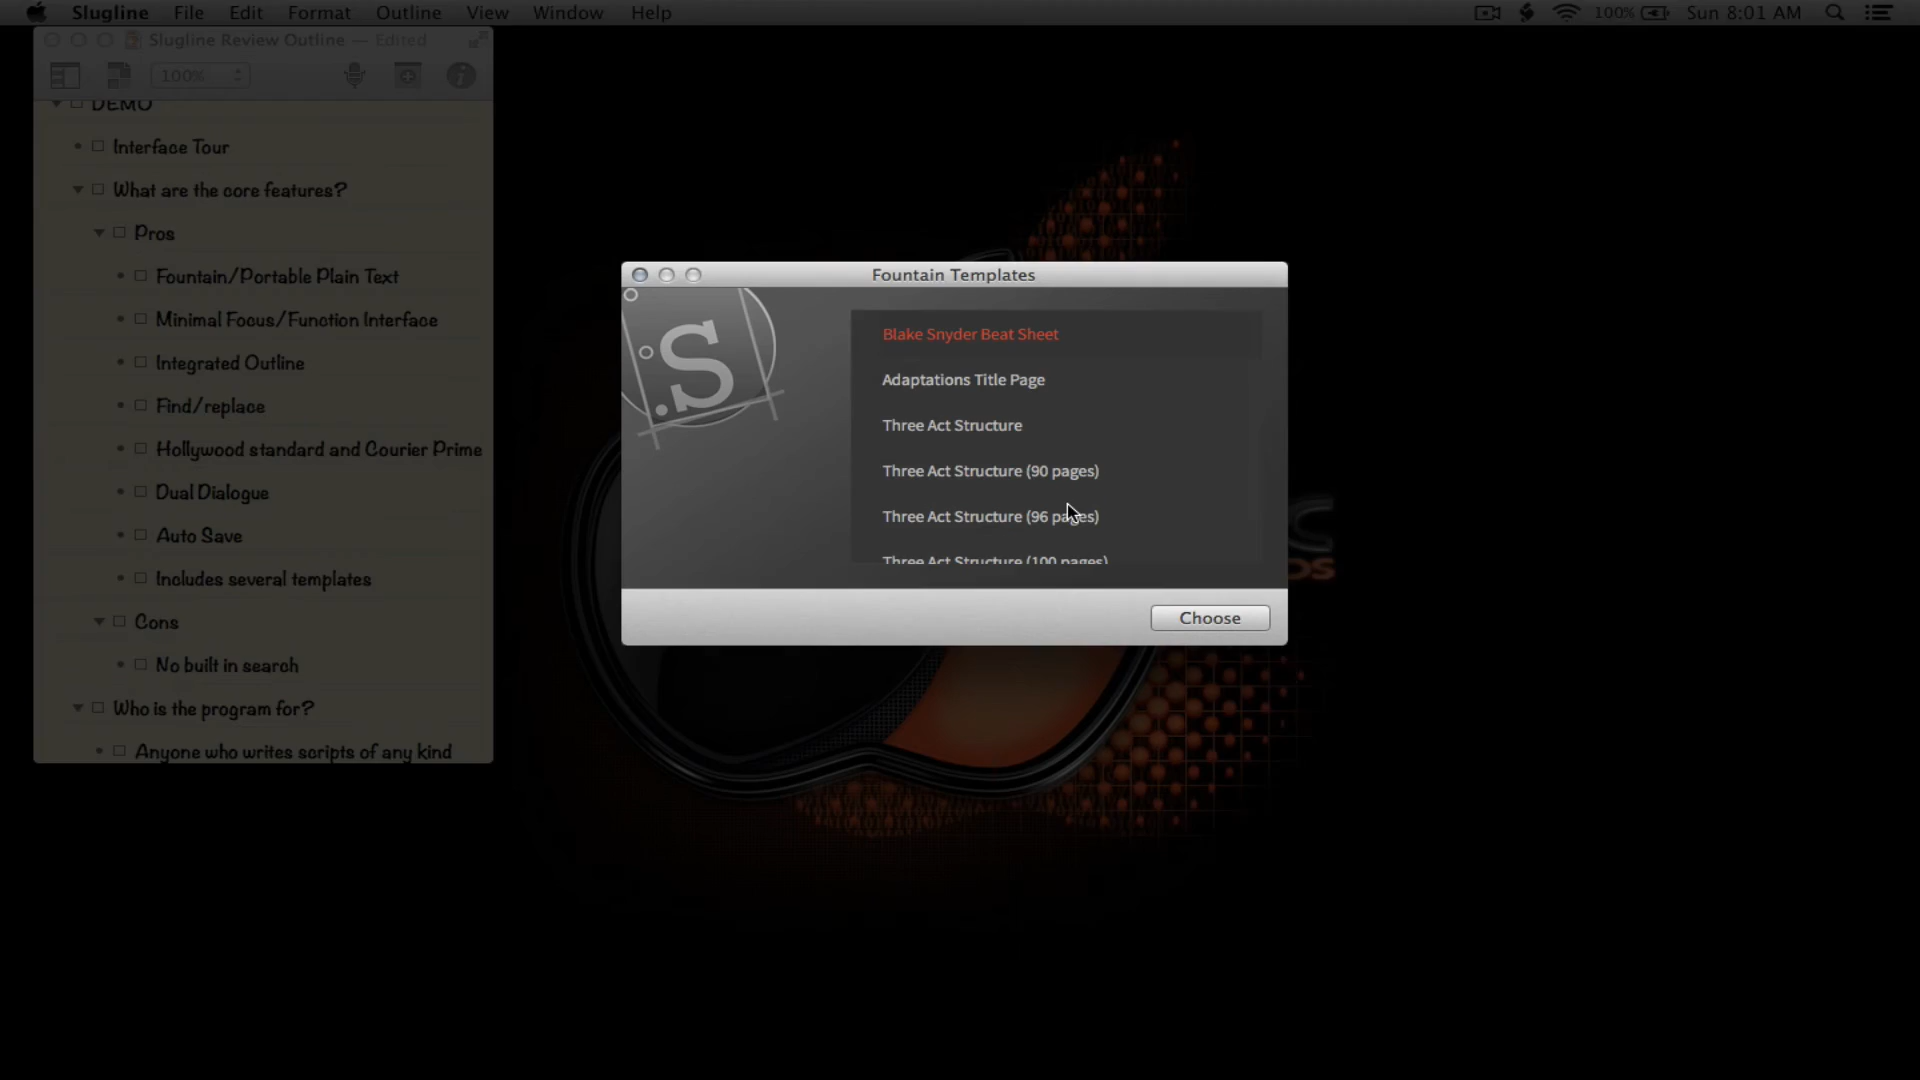 Slugline File Edit Format Outline View Window Help 100% Sun 8:01 AM
Slugline Review Outline — Edited
100%
DEMO
Interface Tour
What are the core features?
Pros
Fountain/Portable Plain Text
Minimal Focus/Function Interface
Integrated Outline
Find/replace
Hollywood standard and Courier Prime
Dual Dialogue
Auto Save
Includes several templates
Cons
No built in search
Who is the program for?
Anyone who writes scripts of any kind
Fountain Templates
.S
Blake Snyder Beat Sheet
Adaptations Title Page
Three Act Structure
Three Act Structure (90 pages)
Three Act Structure (96 pages)
Three Act Structure (100 pages)
Choose